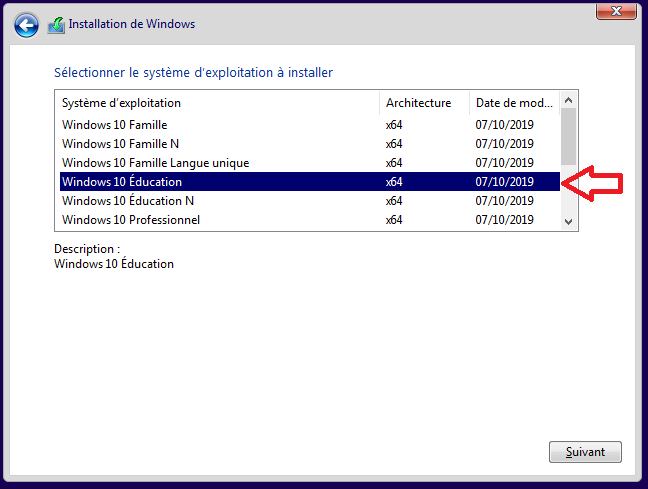 Installation de Windows
Sélectionner le système d'exploitation à installer
Système d'exploitation Architecture Date de mod...
Windows 10 Famille x64 07/10/2019
Windows 10 Famille N x64 07/10/2019
Windows 10 Famille Langue unique x64 07/10/2019
Windows 10 Éducation x64 07/10/2019
Windows 10 Éducation N x64 07/10/2019
Windows 10 Professionnel x64 07/10/2019
Description :
Windows 10 Éducation
Suivant